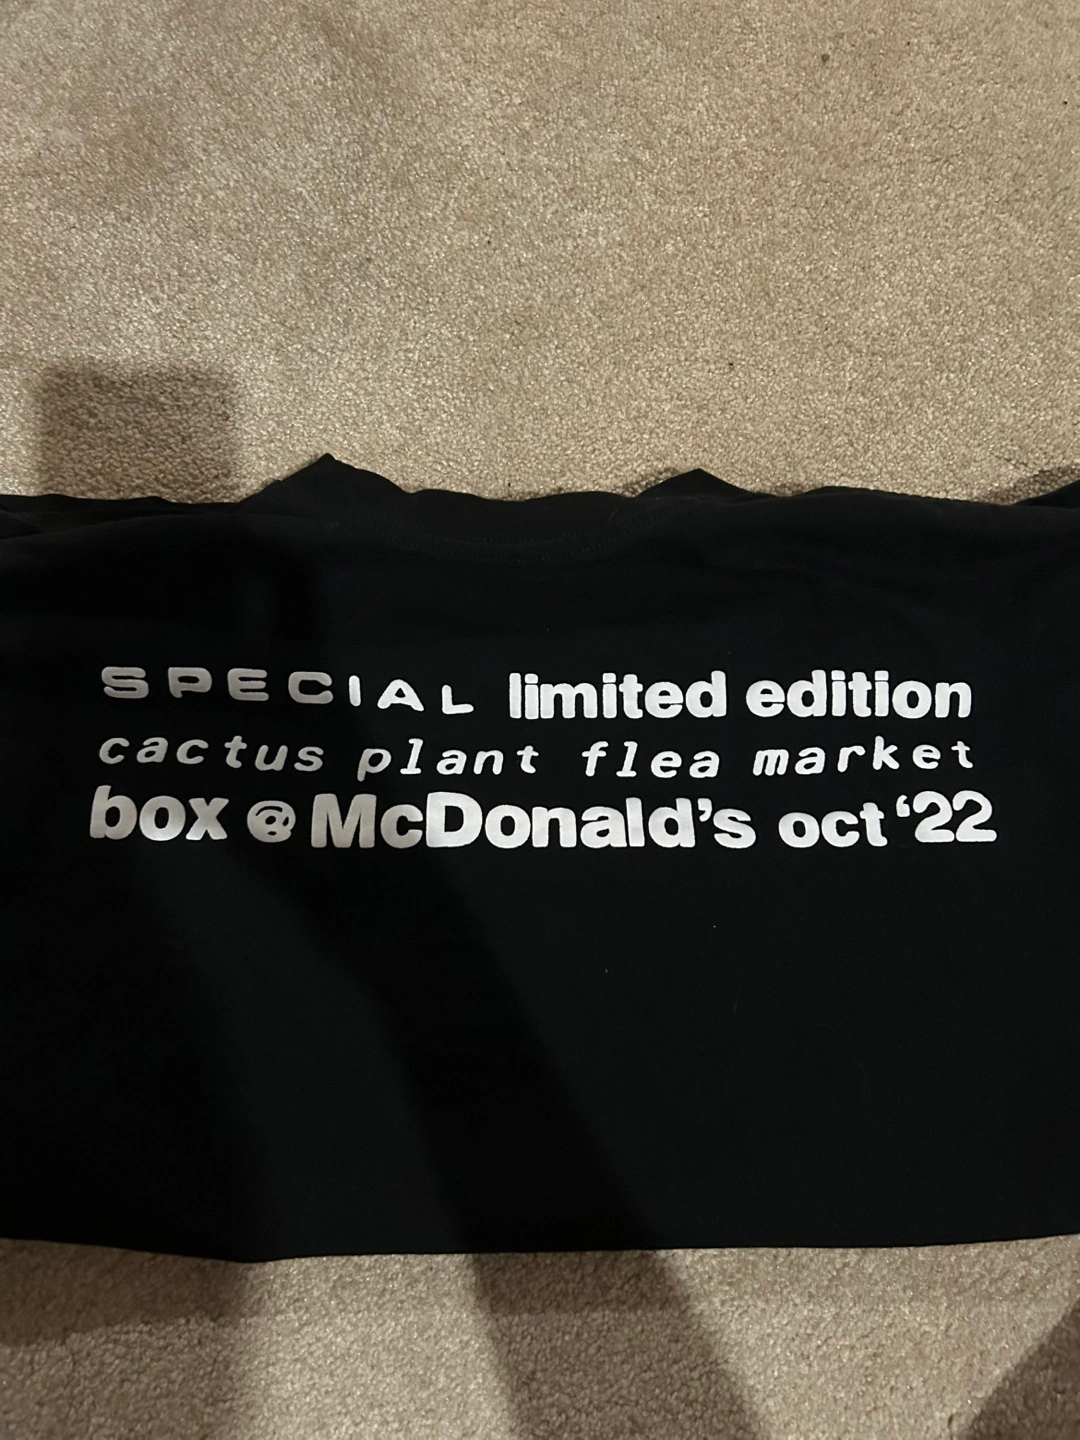 SPECIAL limited edition
cactus plant flea market
box @ McDonald's oct ‘22